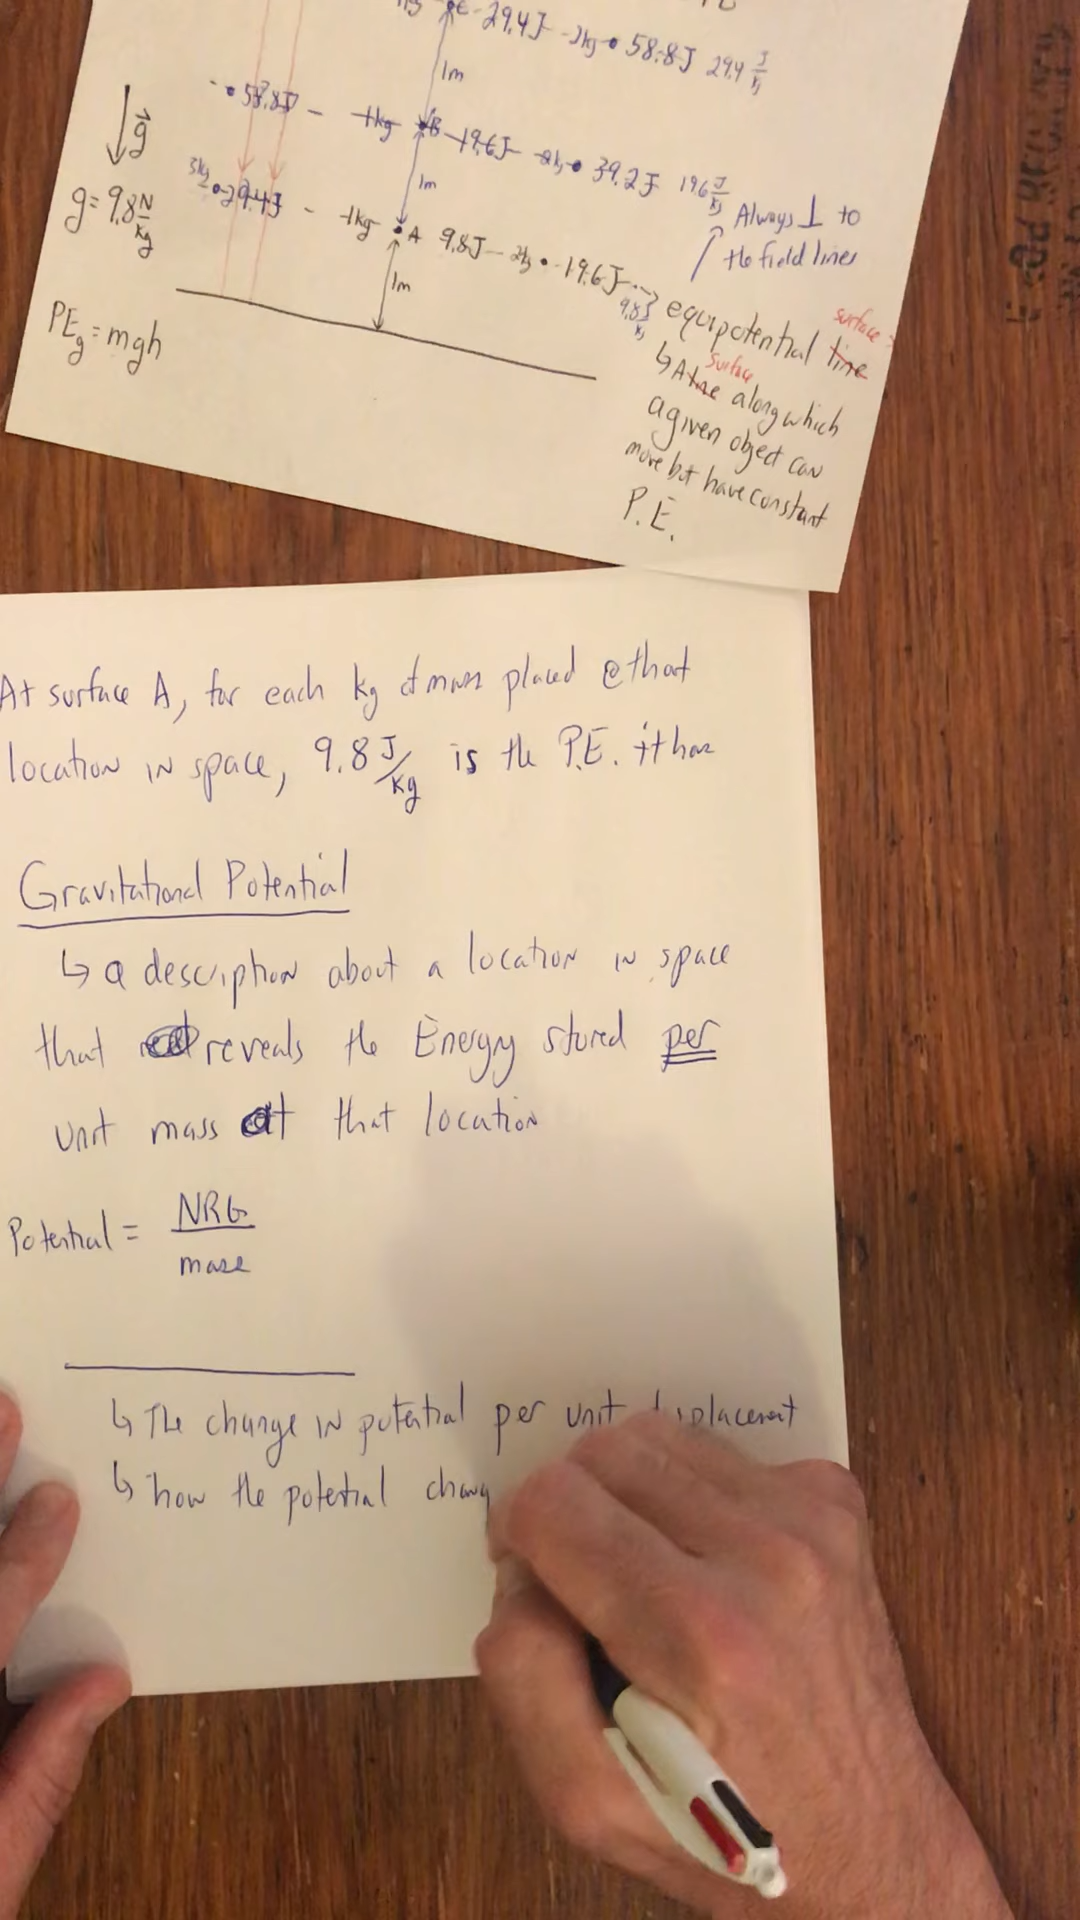 29.4J - 2kg • 58.8J 29.4 J/kg
1m
• 58.8J - 1kg B 19.6J - 2kg • 39.2J 19.6 J/kg
g
1m
3kg • 29.4J - 1kg • A 9.8J - 2kg • 19.6J 9.8 J/kg
g = 9.8 N/kg
1m
PEg = mgh
Always ⊥ to
the field lines
equipotential line surface
↳ A line surface along which
a given object can
move but have constant
P.E.
At surface A, for each kg of mass placed @ that
location in space, 9.8 J/kg is the P.E. it has
Gravitational Potential
↳ a description about a location in space
that reveals the Energy stored per
unit mass at that location
Potential = NRG/mass
↳ The change in potential per unit displacement
↳ how the potential chang